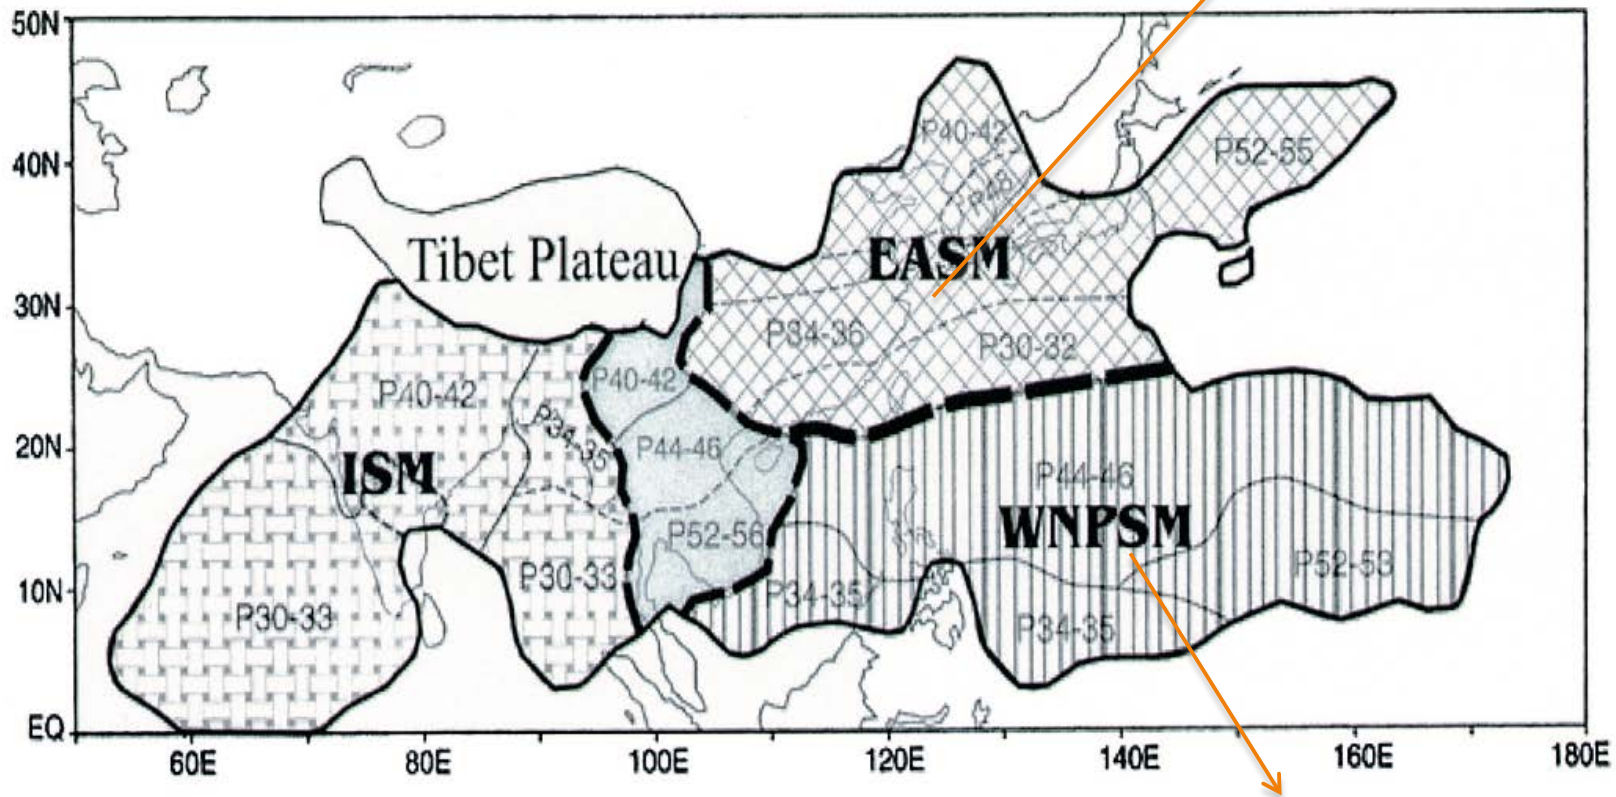 50N
40N
30N
20N
10N
EQ
60E
80E
100E
120E
140E
160E
180E
P40-42
P52-55
P48
Tibet Plateau
EASM
P34-36
P30-32
P40-42
P40-42
P34-35
P44-46
ISM
P44-46
WNPSM
P52-56
P52-53
P30-33
P34-35
P30-33
P34-35